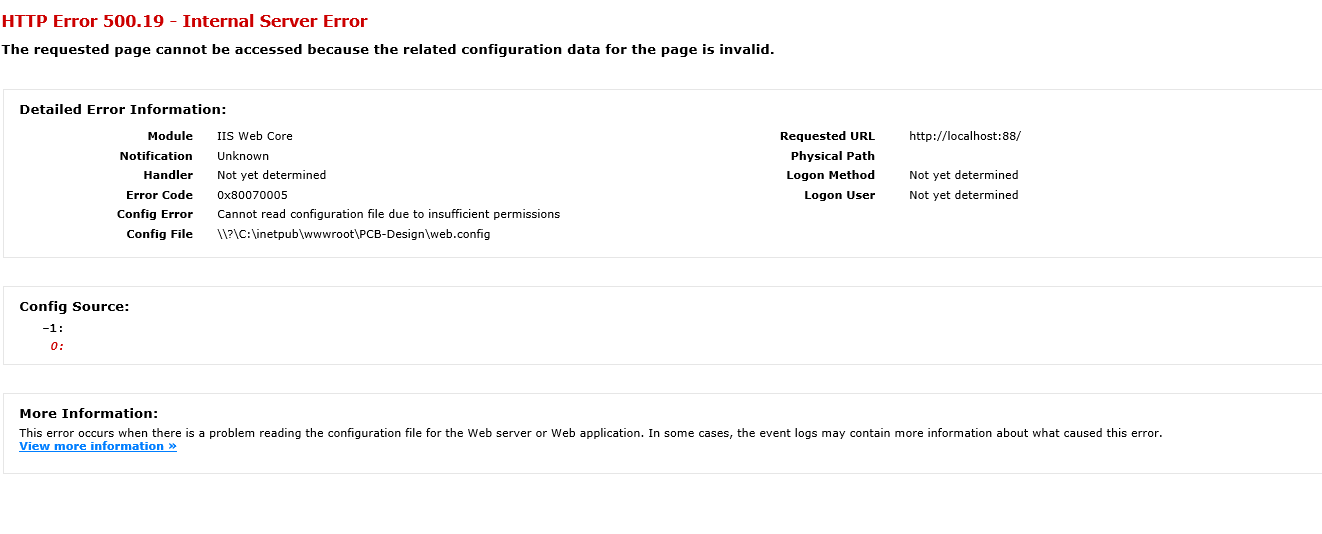 HTTP Error 500.19 - Internal Server Error
The requested page cannot be accessed because the related configuration data for the page is invalid.
Detailed Error Information:
Module IIS Web Core
Notification Unknown
Handler Not yet determined
Error Code 0x80070005
Config Error Cannot read configuration file due to insufficient permissions
Config File \\?\C:\inetpub\wwwroot\PCB-Design\web.config
Requested URL http://localhost:88/
Physical Path
Logon Method Not yet determined
Logon User Not yet determined
Config Source:
-1:
0:
More Information:
This error occurs when there is a problem reading the configuration file for the Web server or Web application. In some cases, the event logs may contain more information about what caused this error.
View more information »